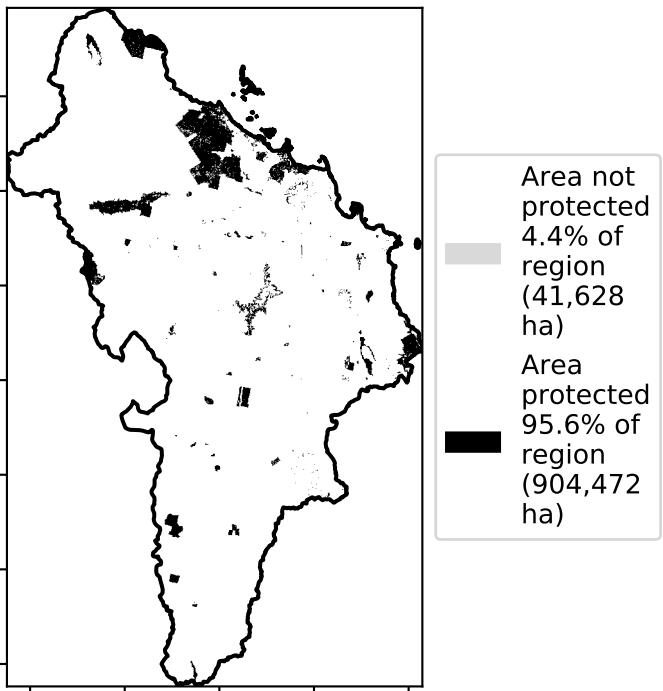 Area not
protected
4.4% of
region
(41,628
ha)
Area
protected
95.6% of
region
(904,472
ha)